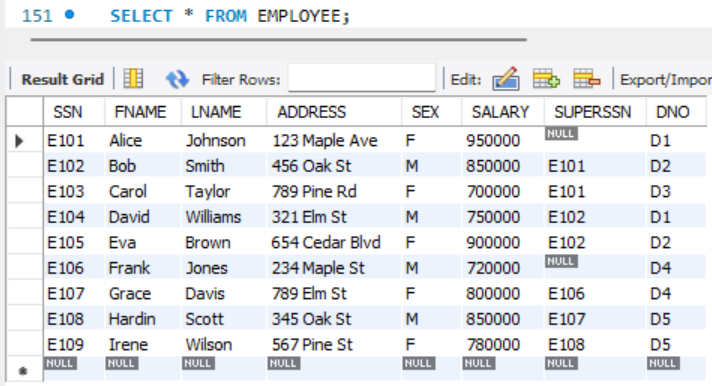 151 SELECT * FROM EMPLOYEE;
Result Grid Filter Rows: Edit: Export/Impor
SSN FNAME LNAME ADDRESS SEX SALARY SUPERSSN DNO
E101 Alice Johnson 123 Maple Ave F 950000 NULL D1
E102 Bob Smith 456 Oak St M 850000 E101 D2
E103 Carol Taylor 789 Pine Rd F 700000 E101 D3
E104 David Williams 321 Elm St M 750000 E102 D1
E105 Eva Brown 654 Cedar Blvd F 900000 E102 D2
E106 Frank Jones 234 Maple St M 720000 NULL D4
E107 Grace Davis 789 Elm St F 800000 E106 D4
E108 Hardin Scott 345 Oak St M 850000 E107 D5
E109 Irene Wilson 567 Pine St F 780000 E108 D5
NULL NULL NULL NULL NULL NULL NULL NULL